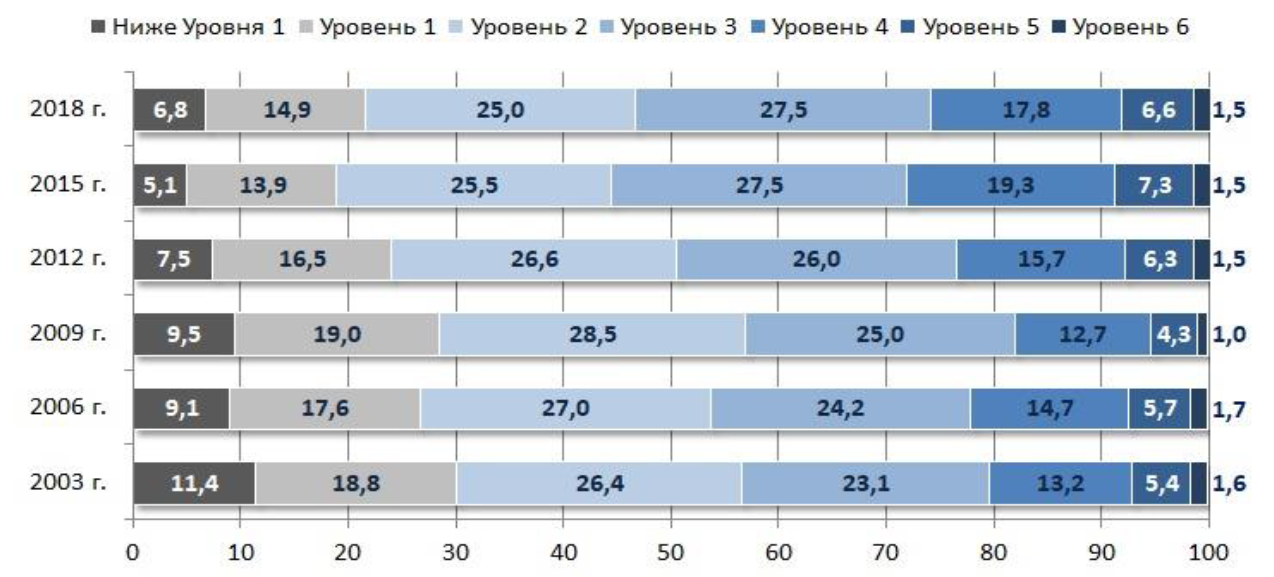 Ниже Уровня 1 Уровень 1 Уровень 2 Уровень 3 Уровень 4 Уровень 5 Уровень 6
2018 г. 6,8 14,9 25,0 27,5 17,8 6,6 1,5
2015 г. 5,1 13,9 25,5 27,5 19,3 7,3 1,5
2012 г. 7,5 16,5 26,6 26,0 15,7 6,3 1,5
2009 г. 9,5 19,0 28,5 25,0 12,7 4,3 1,0
2006 г. 9,1 17,6 27,0 24,2 14,7 5,7 1,7
2003 г. 11,4 18,8 26,4 23,1 13,2 5,4 1,6
0 10 20 30 40 50 60 70 80 90 100